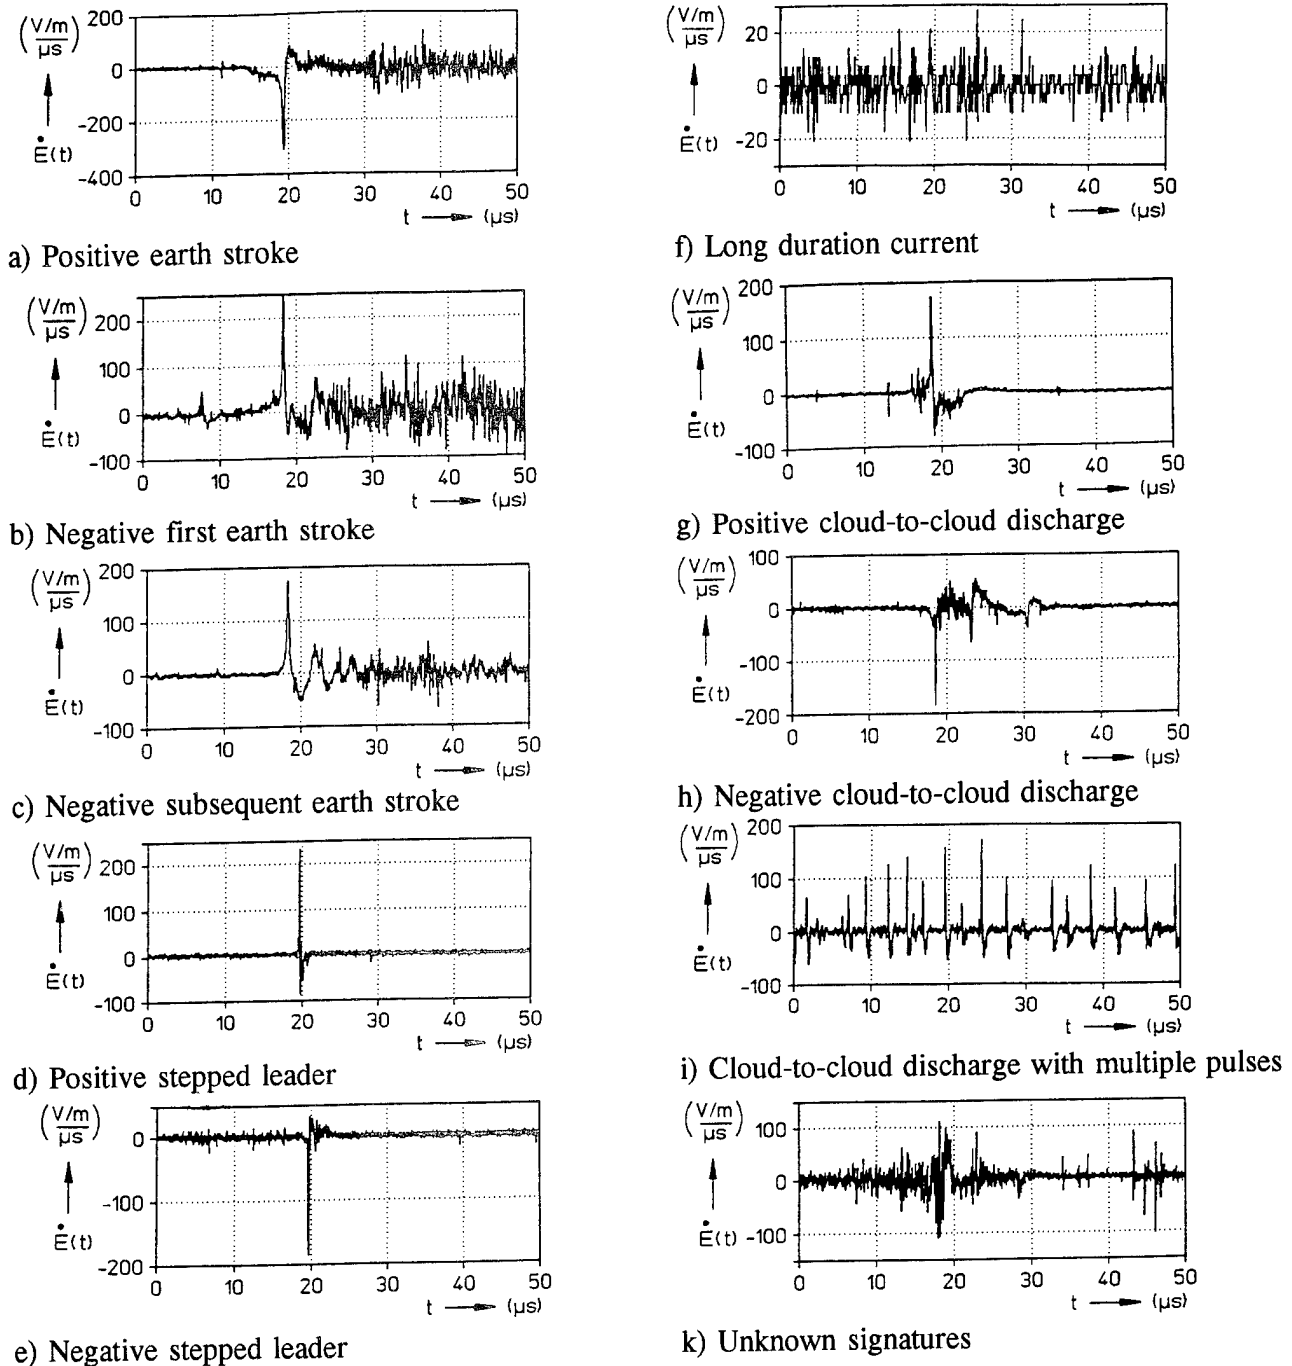 (V/m/µs) 200
0
-200
-400
Ė(t)
0 10 20 30 40 50
t (µs)
a) Positive earth stroke
(V/m/µs) 200
100
0
-100
Ė(t)
0 10 20 30 40 50
t (µs)
b) Negative first earth stroke
(V/m/µs) 200
100
0
-100
Ė(t)
0 10 20 30 40 50
t (µs)
c) Negative subsequent earth stroke
(V/m/µs) 200
100
0
-100
Ė(t)
0 10 20 30 40 50
t (µs)
d) Positive stepped leader
(V/m/µs)
0
-100
-200
Ė(t)
0 10 20 30 40 50
t (µs)
e) Negative stepped leader
(V/m/µs) 20
0
-20
Ė(t)
0 10 20 30 40 50
t (µs)
f) Long duration current
(V/m/µs) 200
100
0
-100
Ė(t)
0 10 20 30 40 50
t (µs)
g) Positive cloud-to-cloud discharge
(V/m/µs) 100
0
-100
-200
Ė(t)
0 10 20 30 40 50
t (µs)
h) Negative cloud-to-cloud discharge
(V/m/µs) 200
100
0
-100
Ė(t)
0 10 20 30 40 50
t (µs)
i) Cloud-to-cloud discharge with multiple pulses
(V/m/µs) 100
0
-100
Ė(t)
0 10 20 30 40 50
t (µs)
k) Unknown signatures